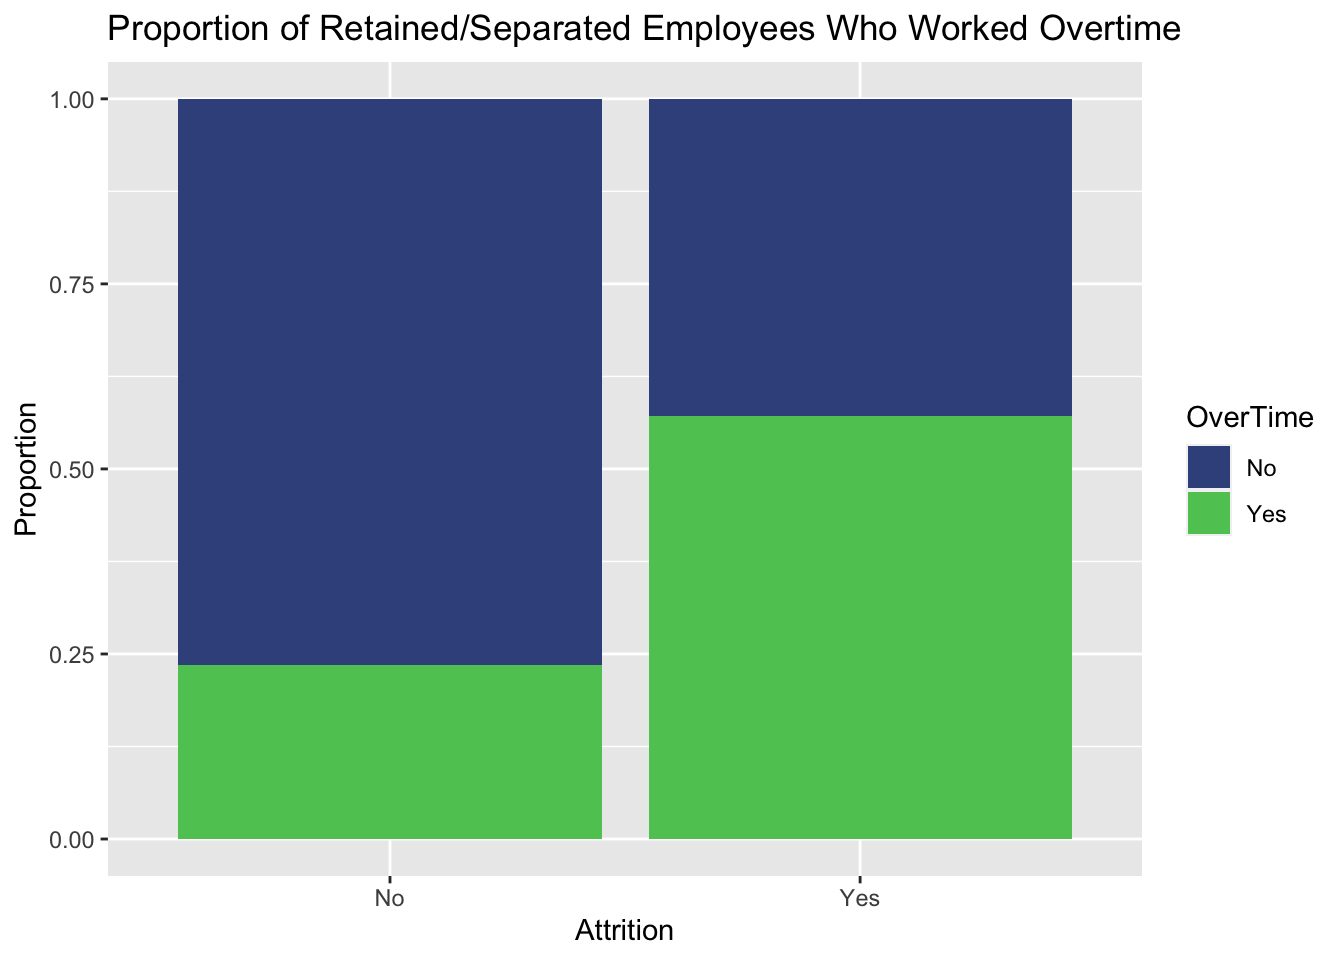 Proportion of Retained/Separated Employees Who Worked Overtime
1.00
0.75
0.50
0.25
0.00
Proportion
No
Yes
Attrition
OverTime
No
Yes